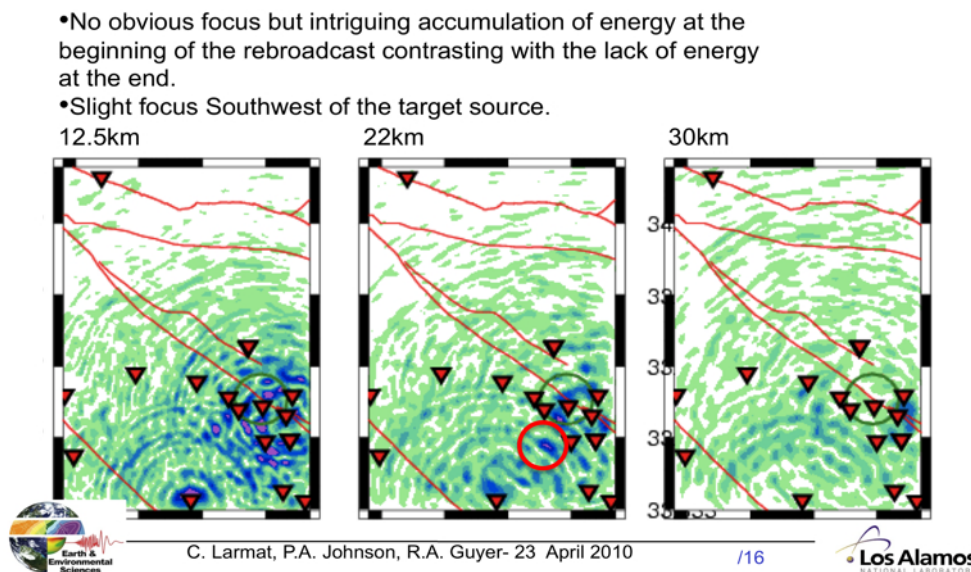 •No obvious focus but intriguing accumulation of energy at the
beginning of the rebroadcast contrasting with the lack of energy
at the end.
•Slight focus Southwest of the target source.
12.5km 22km 30km
Earth &
Environmental
Sciences
C. Larmat, P.A. Johnson, R.A. Guyer- 23 April 2010
/16
Los Alamos
NATIONAL LABORATOR